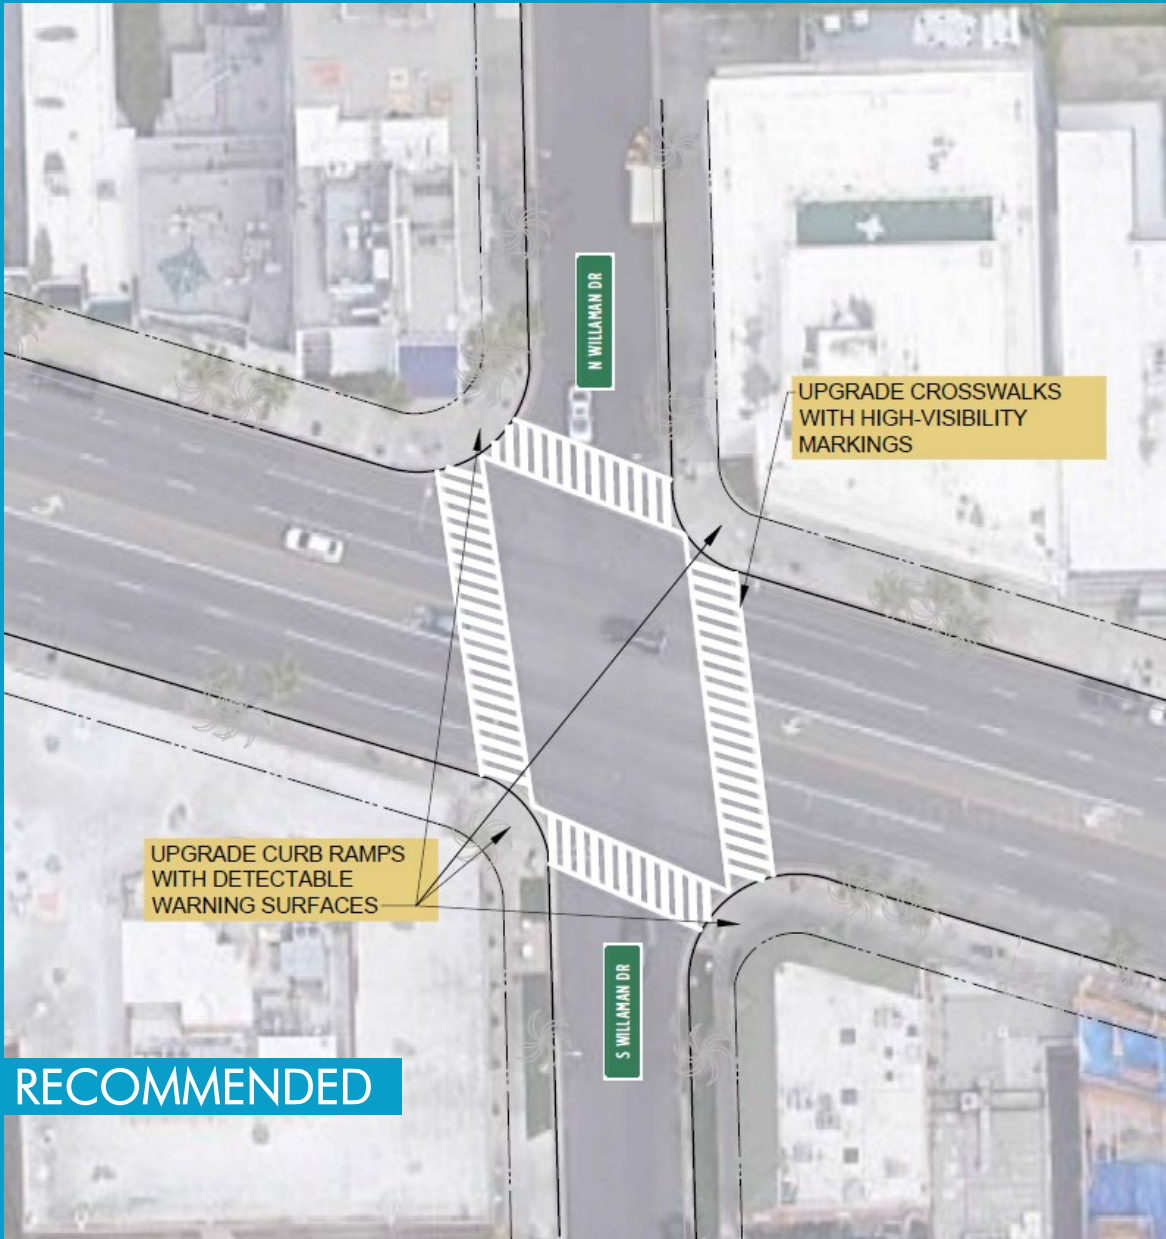 N WILLAMAN DR
UPGRADE CROSSWALKS
WITH HIGH-VISIBILITY
MARKINGS
UPGRADE CURB RAMPS
WITH DETECTABLE
WARNING SURFACES
S WILLAMAN DR
RECOMMENDED